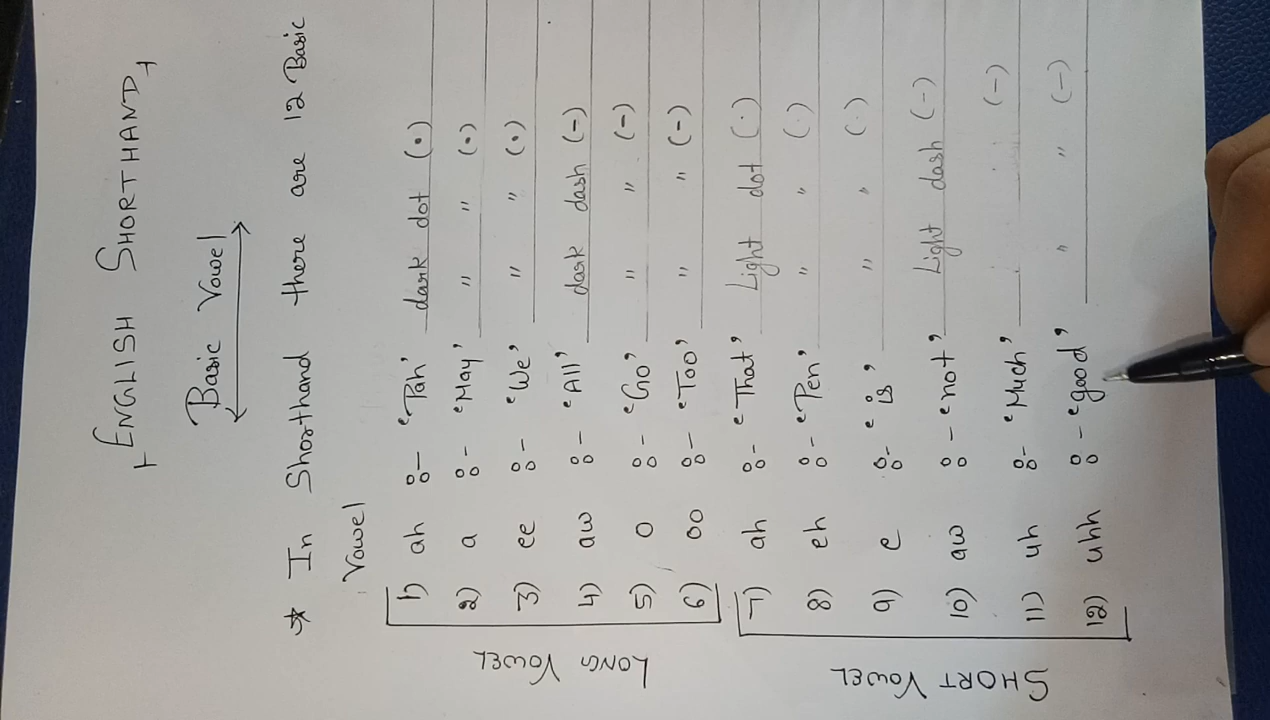 ENGLISH SHORTHAND
Basic Vowel
* In Shorthand there are 12 Basic
Vowel
LONG VOWEL
1) ah :- "Pah" dark dot (•)
2) a :- "May" " " (•)
3) ee :- "We" " " (•)
4) aw :- "All" dark dash (-)
5) o :- "Go" " " (-)
6) oo :- "Too" " " (-)
SHORT VOWEL
7) ah :- "That" Light dot (·)
8) eh :- "Pen" " " (·)
9) e :- "is" " " (·)
10) aw :- "not" Light dash (-)
11) uh :- "Much" (-)
12) uhh :- "good" " " (-)